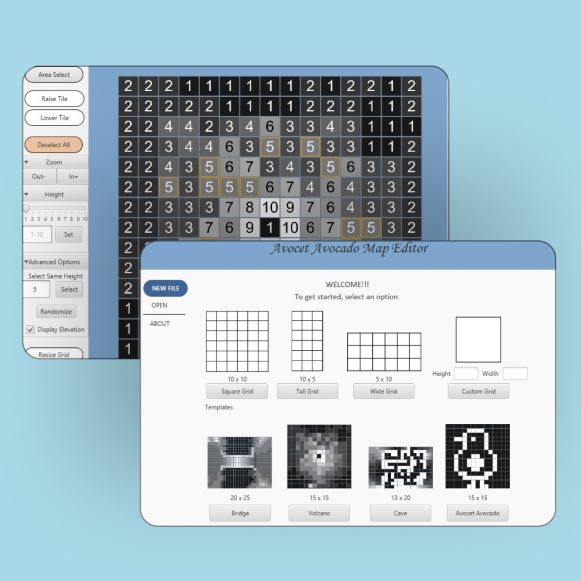 Area Select
Raise Tile
Lower Tile
Deselect All
Zoom
Out- In+
Height
1 2 3 4 5 6 7 8 9 10
1-10 Set
Advanced Options
Select Same Height
5 Select
Randomize
Display Elevation
Resize Grid
2 2 2 1 1 1 1 1 1 2 1 2 2 1 2
2 2 2 2 2 1 1 1 1 1 2 2 1 1 2
2 2 4 4 2 3 4 6 3 3 4 3 1 1 1
2 2 3 4 4 6 3 5 3 5 3 3 2 2 2
2 2 4 3 5 6 7 3 4 7 5 6 3 3 2
2 2 5 3 5 5 5 6 7 4 6 4 3 3 2
2 2 3 3 3 7 8 10 9 7 6 4 3 3 2
2 2 3 3 7 6 9 1 10 6 7 5 5 3 2
2
2
2
1
1
1
Avocet Avocado Map Editor
NEW FILE
OPEN
ABOUT
WELCOME!!!
To get started, select an option
10 x 10
Square Grid
10 x 5
Tall Grid
5 x 10
Wide Grid
Height Width
Custom Grid
Templates
20 x 25
Bridge
15 x 15
Volcano
13 x 20
Cave
15 x 15
Avocet Avocado